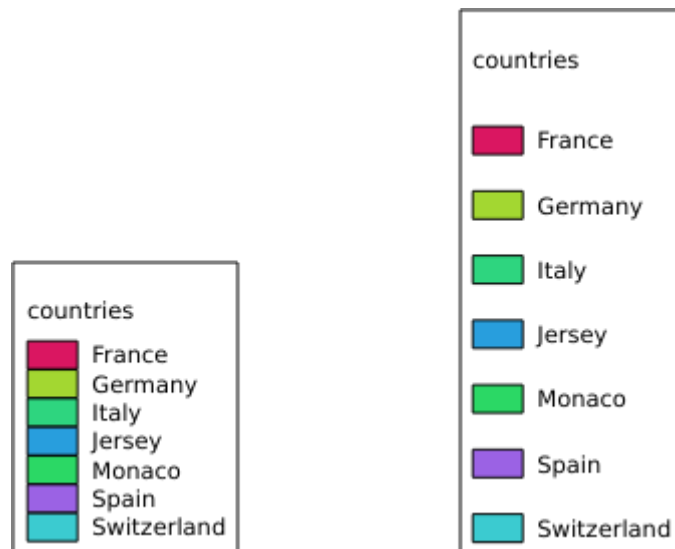 countries
France
Germany
Italy
Jersey
Monaco
Spain
Switzerland
countries
France
Germany
Italy
Jersey
Monaco
Spain
Switzerland